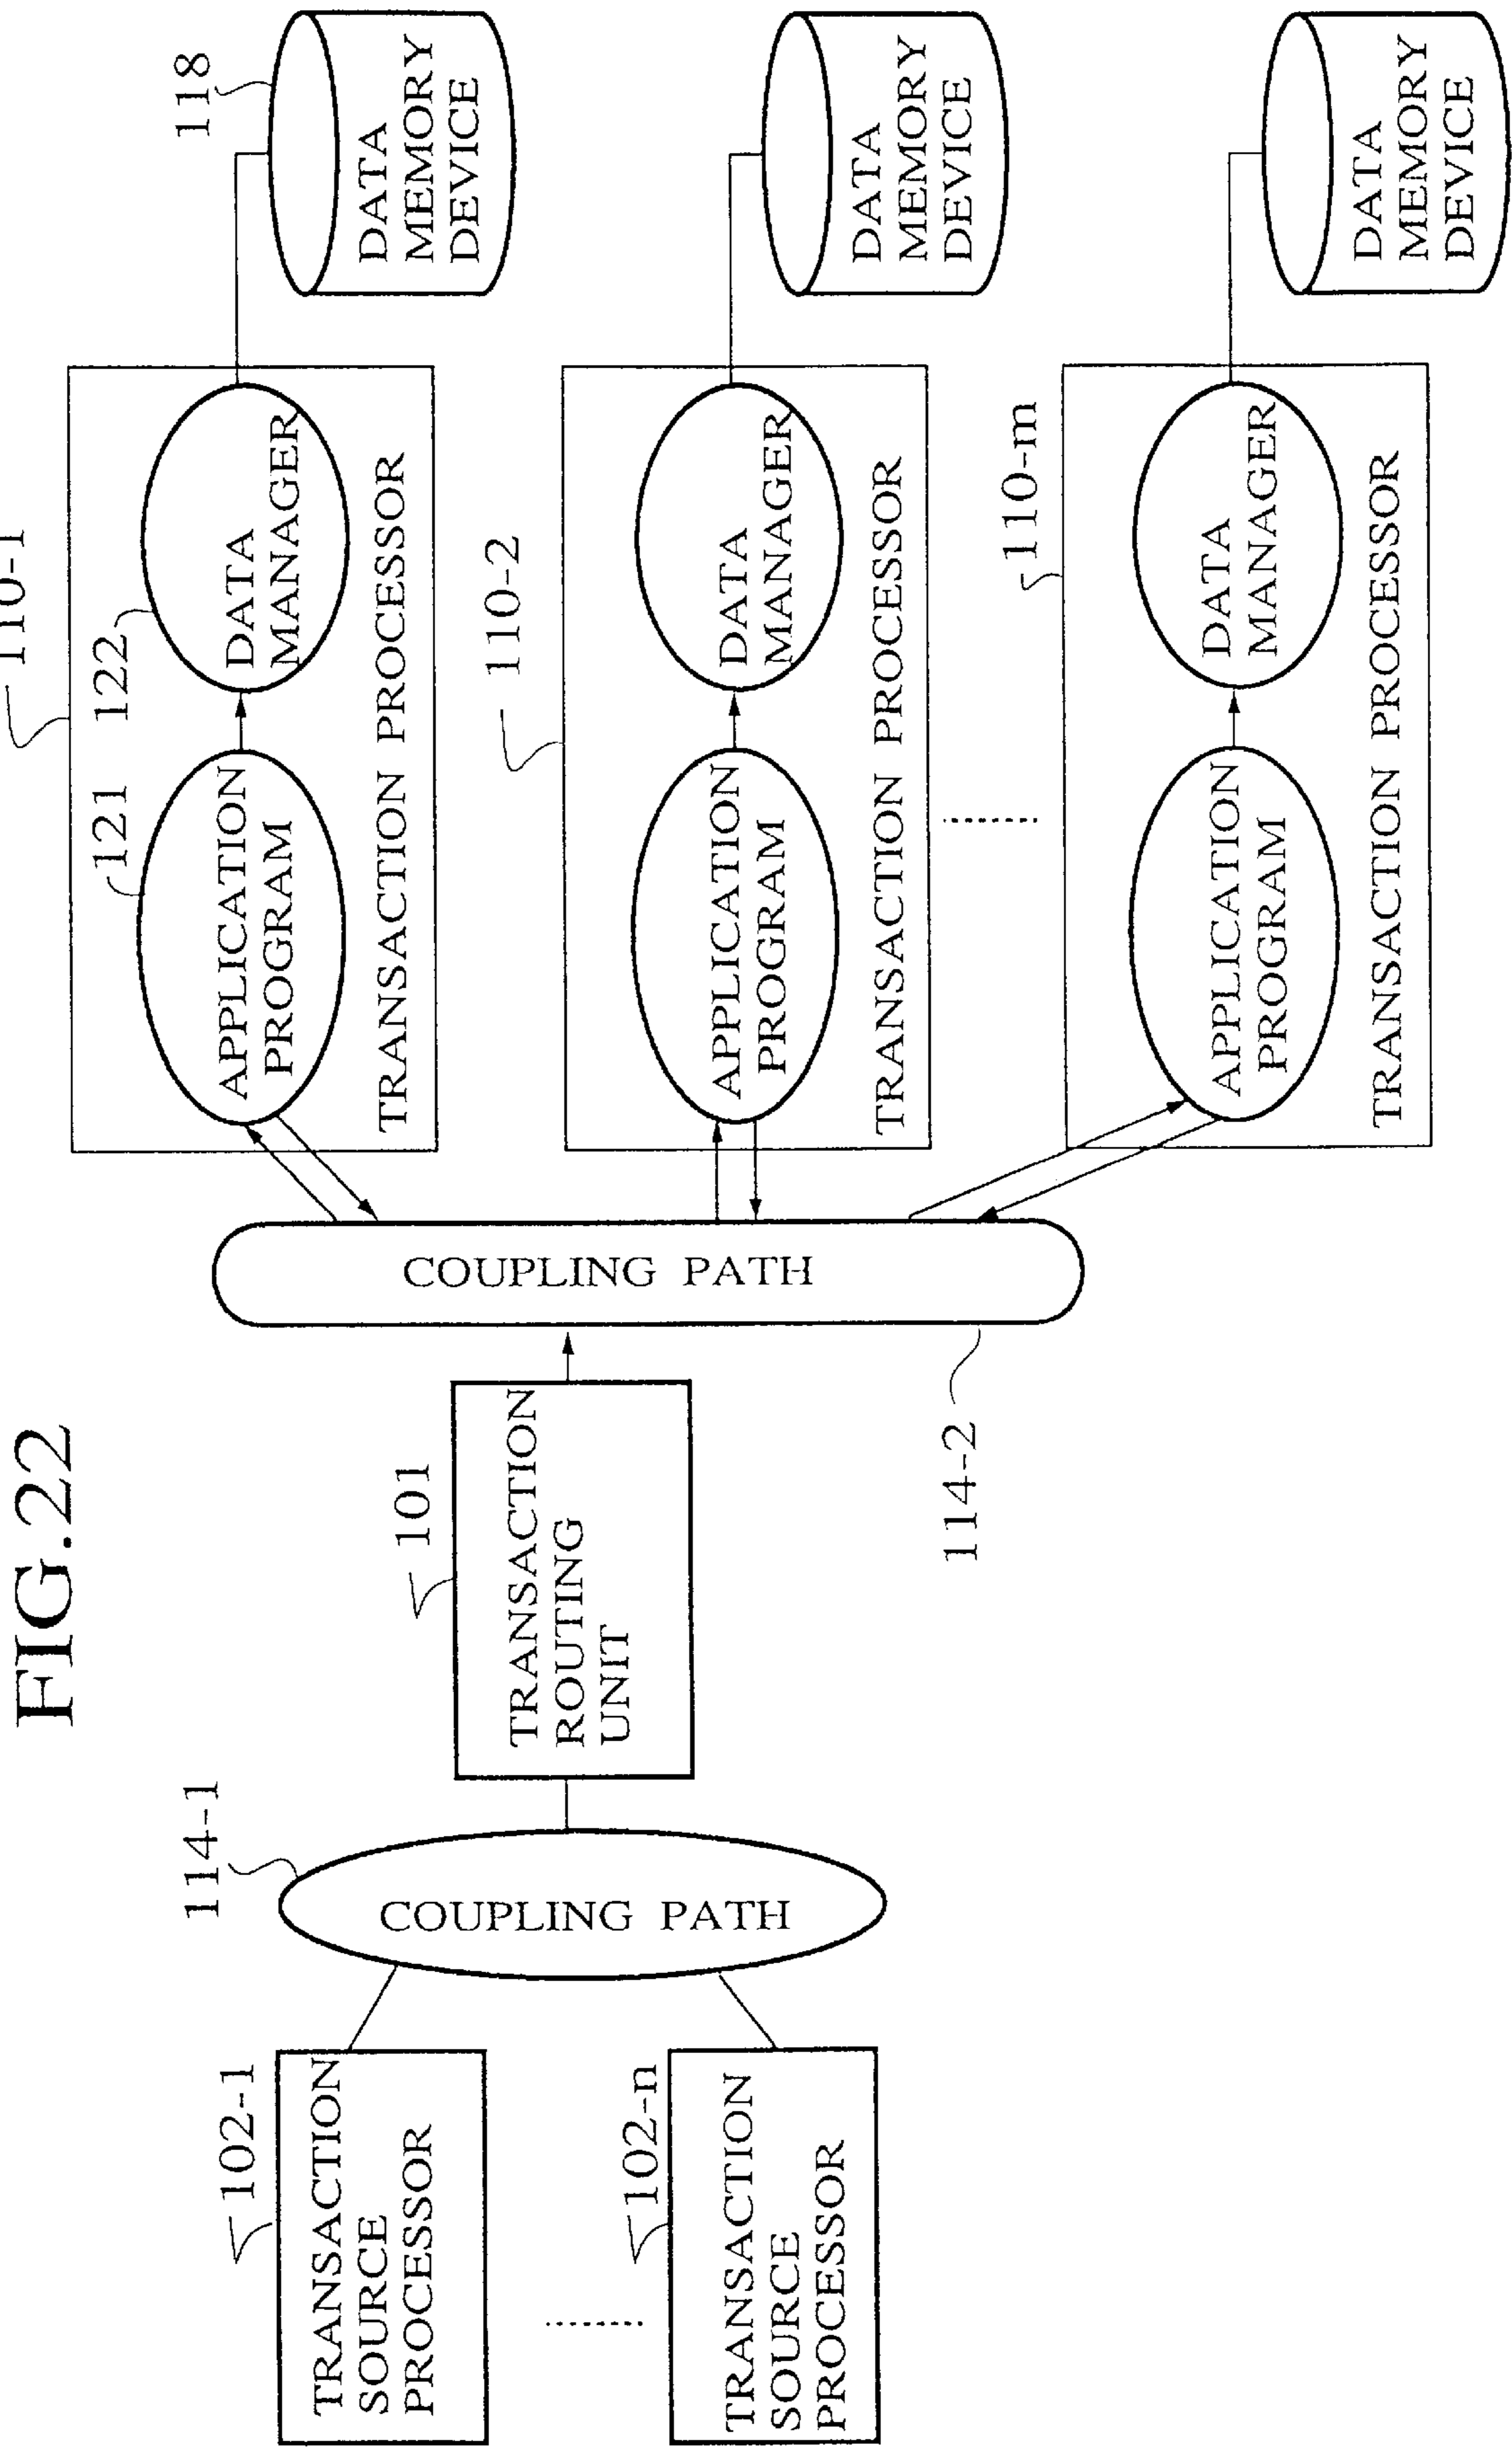 FIG.22
102-1
TRANSACTION
SOURCE
PROCESSOR
102-n
TRANSACTION
SOURCE
PROCESSOR
114-1
COUPLING PATH
101
TRANSACTION
ROUTING
UNIT
COUPLING PATH
114-2
110-1
121
122
APPLICATION
PROGRAM
DATA
MANAGER
TRANSACTION PROCESSOR
118
DATA
MEMORY
DEVICE
110-2
APPLICATION
PROGRAM
DATA
MANAGER
TRANSACTION PROCESSOR
DATA
MEMORY
DEVICE
110-m
APPLICATION
PROGRAM
DATA
MANAGER
TRANSACTION PROCESSOR
DATA
MEMORY
DEVICE